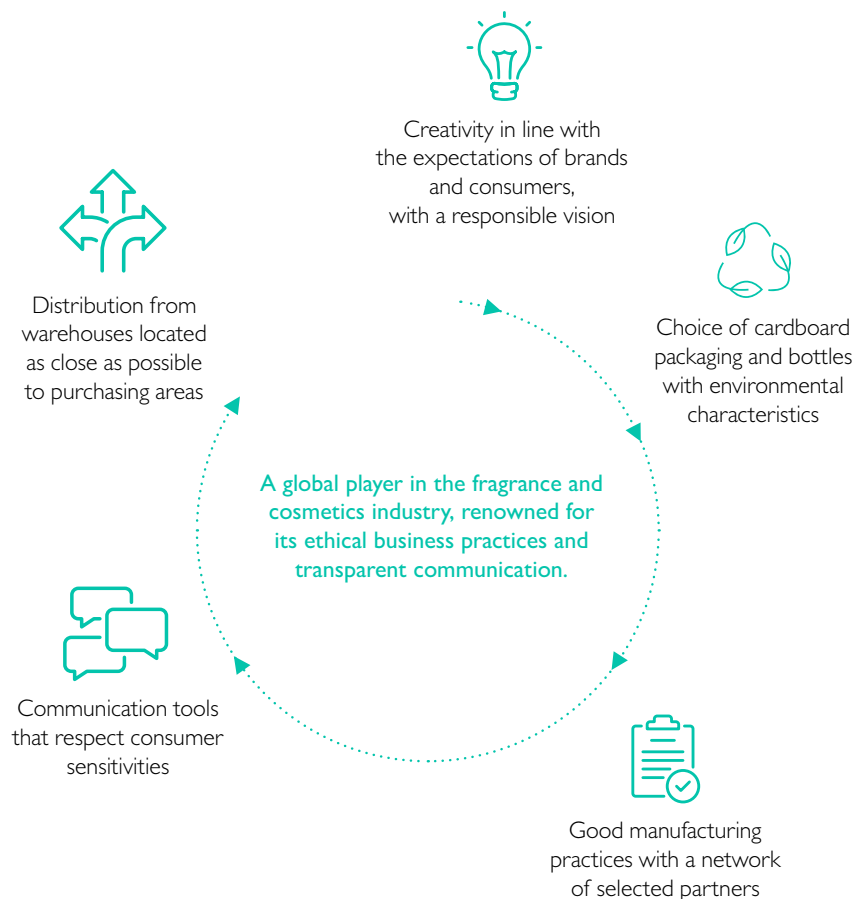 Creativity in line with
the expectations of brands
and consumers,
with a responsible vision
Choice of cardboard
packaging and bottles
with environmental
characteristics
Good manufacturing
practices with a network
of selected partners
Communication tools
that respect consumer
sensitivities
Distribution from
warehouses located
as close as possible
to purchasing areas
A global player in the fragrance and
cosmetics industry, renowned for
its ethical business practices and
transparent communication.